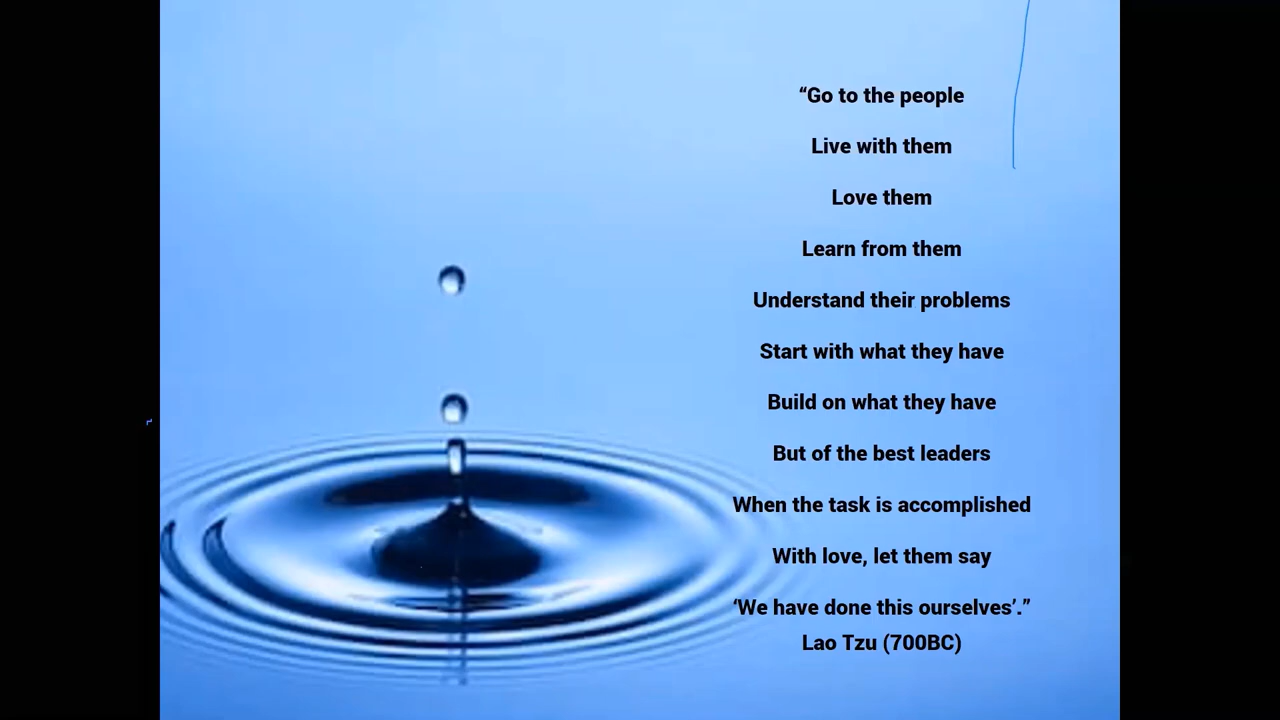 “Go to the people
Live with them
Love them
Learn from them
Understand their problems
Start with what they have
Build on what they have
But of the best leaders
When the task is accomplished
With love, let them say
‘We have done this ourselves’.”
Lao Tzu (700BC)